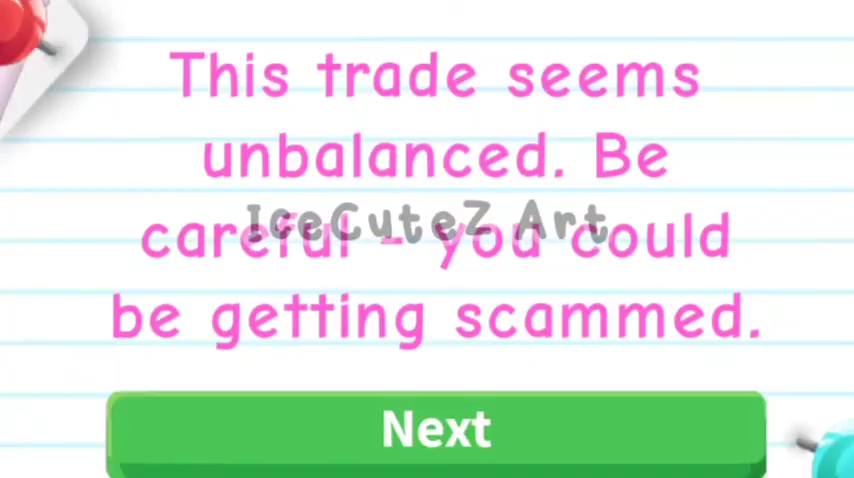 This trade seems
unbalanced. Be
careful - you could
be getting scammed.
IceCuteZ Art
Next